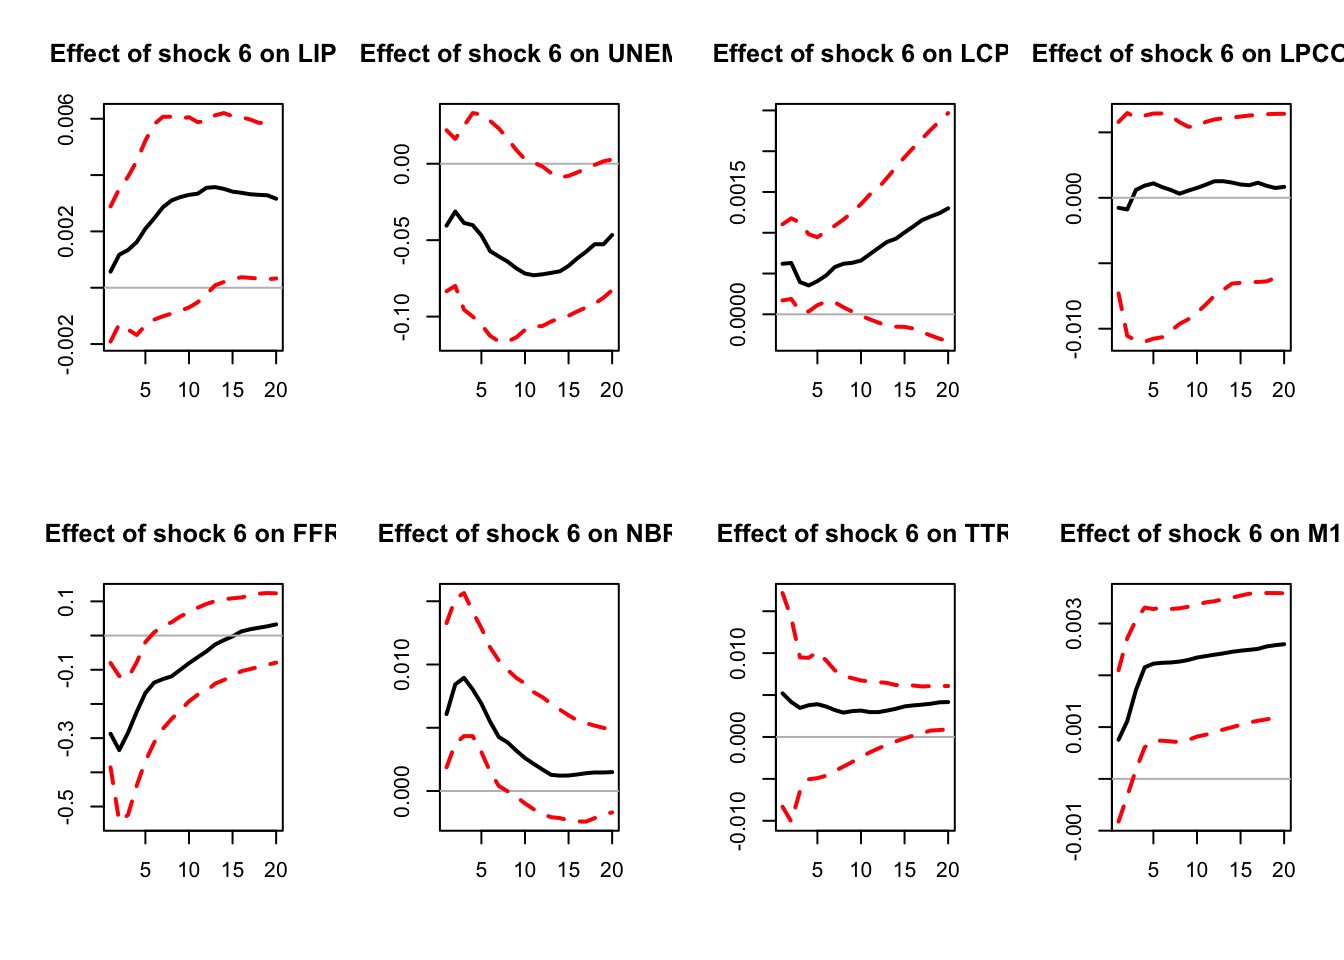 Effect of shock 6 on LIP
Effect of shock 6 on UNEM
Effect of shock 6 on LCP
Effect of shock 6 on LPCO
0.006
0.002
-0.002
5 10 15 20
0.00
-0.05
-0.10
5 10 15 20
0.0015
0.0000
5 10 15 20
0.000
-0.010
5 10 15 20
Effect of shock 6 on FFR
Effect of shock 6 on NBR
Effect of shock 6 on TTR
Effect of shock 6 on M1
0.1
-0.1
-0.3
-0.5
5 10 15 20
0.010
0.000
5 10 15 20
0.010
0.000
-0.010
5 10 15 20
0.003
0.001
-0.001
5 10 15 20